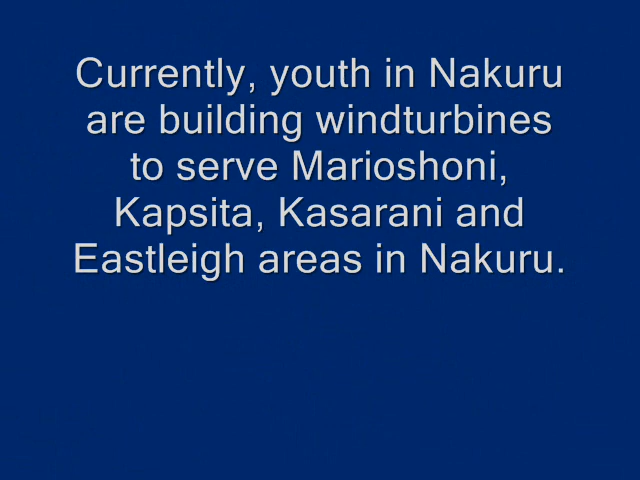 Currently, youth in Nakuru
are building windturbines
to serve Marioshoni,
Kapsita, Kasarani and
Eastleigh areas in Nakuru.